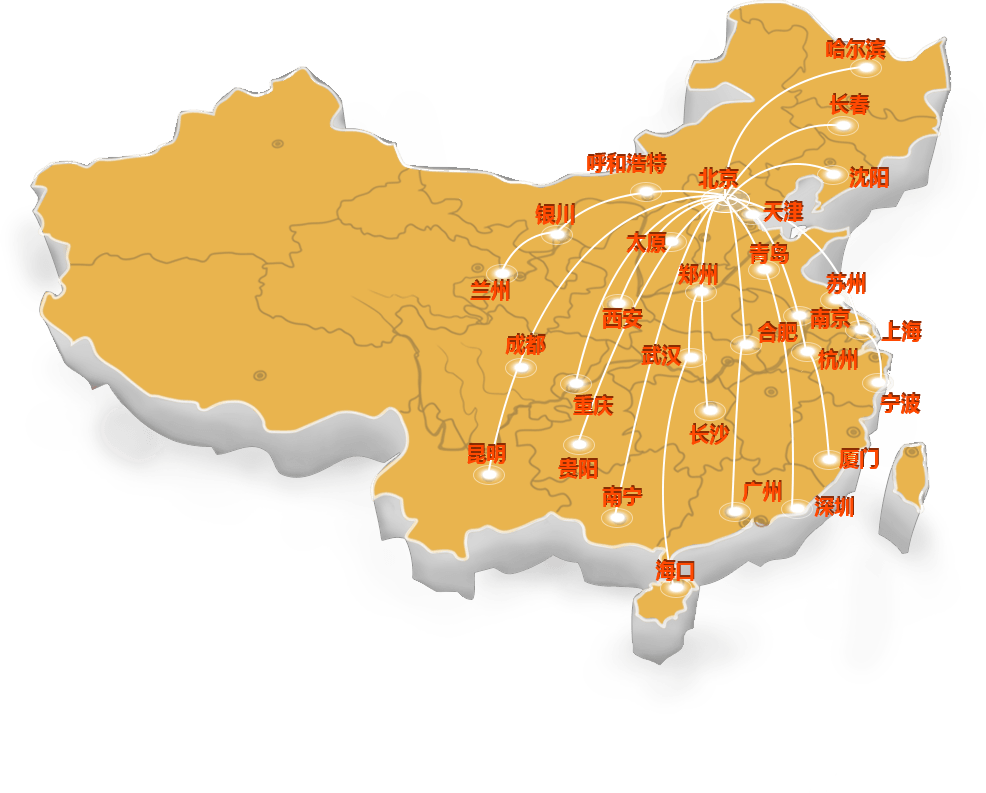 哈尔滨
长春
呼和浩特
北京
沈阳
银川
天津
太原
青岛
郑州
兰州
苏州
西安
南京
合肥
上海
成都
武汉
杭州
重庆
宁波
长沙
昆明
贵阳
厦门
南宁
广州
深圳
海口